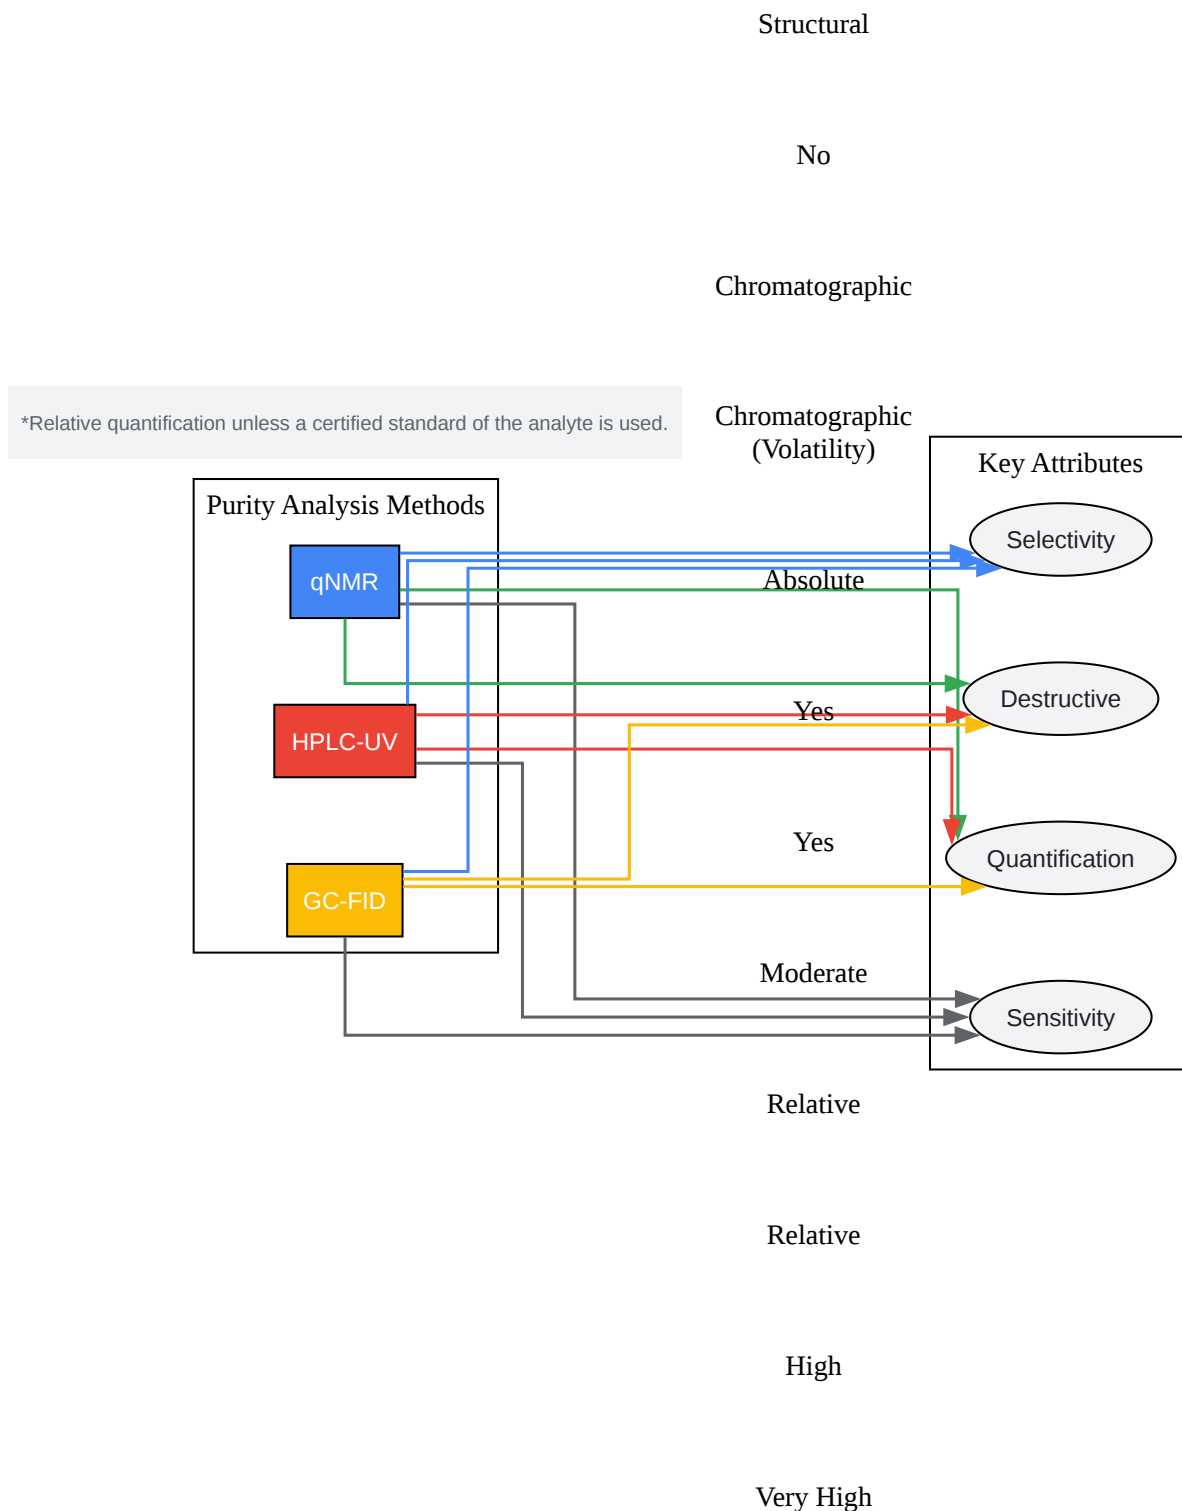 Structural
No
Chromatographic
Chromatographic
(Volatility)
*Relative quantification unless a certified standard of the analyte is used.
Key Attributes
Purity Analysis Methods
Selectivity
qNMR
Absolute
Destructive
Yes
HPLC-UV
Yes
Quantification
GC-FID
Moderate
Sensitivity
Relative
Relative
High
Very High